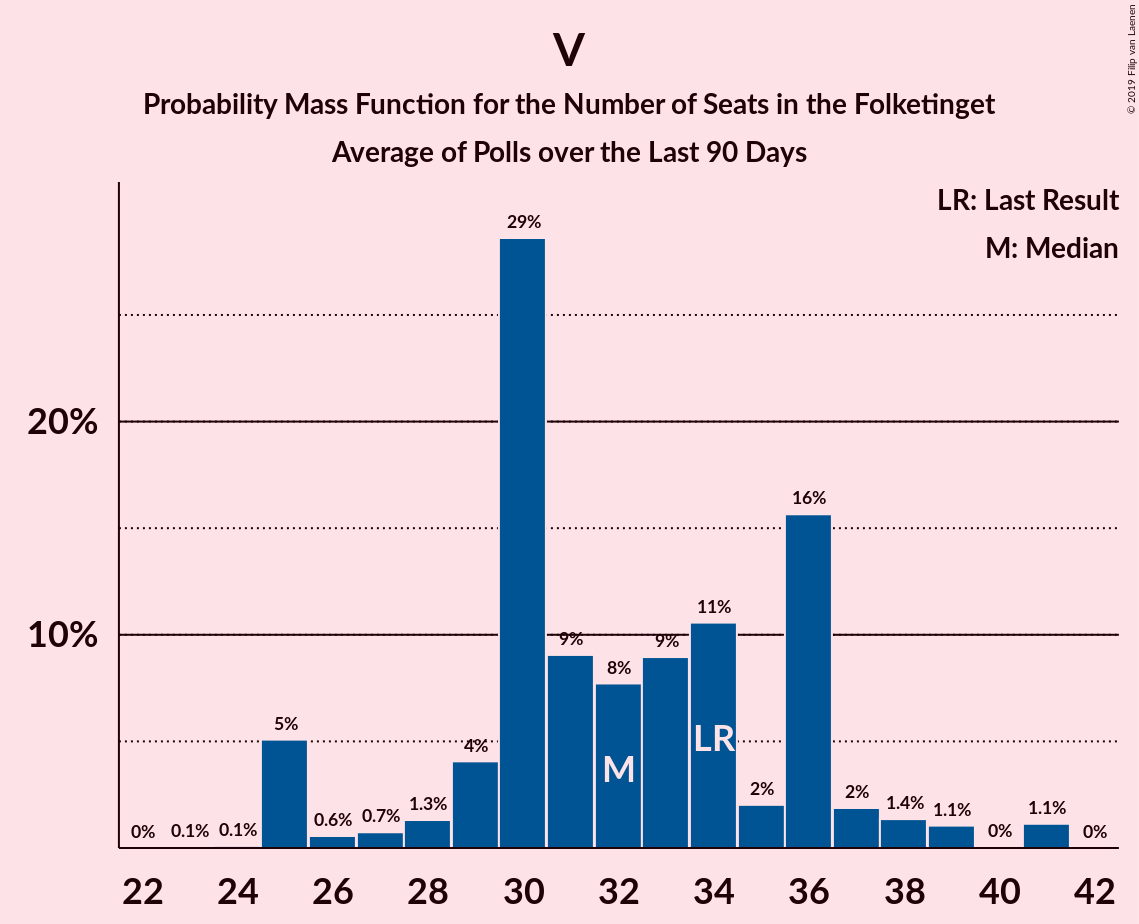 © 2019 Filip van Laenen
V
Probability Mass Function for the Number of Seats in the Folketinget
Average of Polls over the Last 90 Days
LR: Last Result
M: Median
20%
10%
0%
0.1%
0.1%
5%
0.6%
0.7%
1.3%
4%
29%
9%
8%
9%
11%
2%
16%
2%
1.4%
1.1%
0%
1.1%
0%
M
LR
22 24 26 28 30 32 34 36 38 40 42